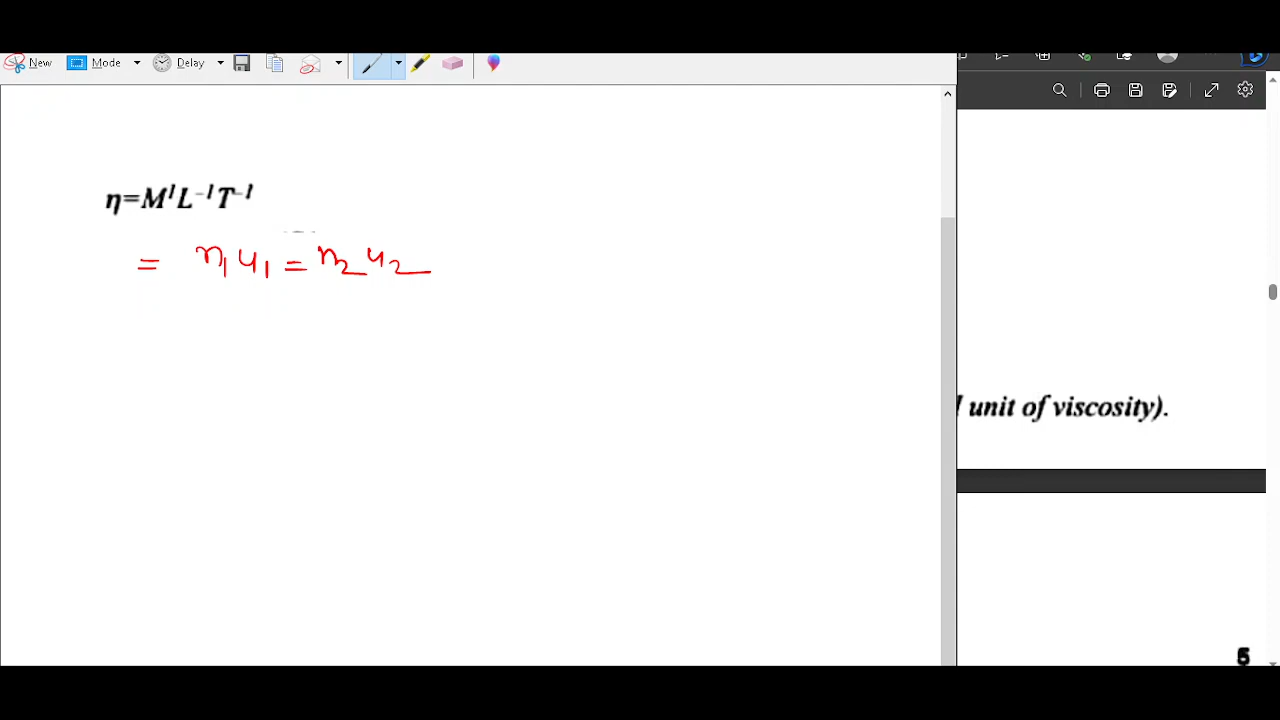 New Mode Delay
η=M¹L⁻¹T⁻¹
= n₁u₁ = n₂u₂
unit of viscosity).
5